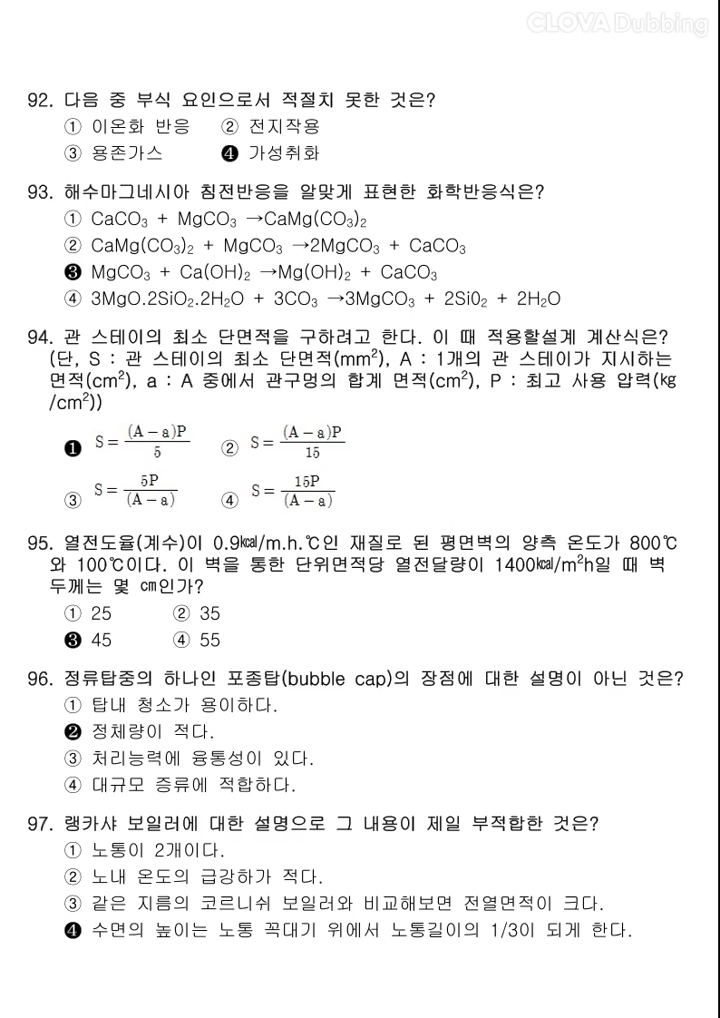 CLOVA Dubbing
92. 다음 중 부식 요인으로서 적절치 못한 것은?
① 이온화 반응 ② 전지작용
③ 용존가스 ❹ 가성취화
93. 해수마그네시아 침전반응을 알맞게 표현한 화학반응식은?
① CaCO₃ + MgCO₃ →CaMg(CO₃)₂
② CaMg(CO₃)₂ + MgCO₃ →2MgCO₃ + CaCO₃
❸ MgCO₃ + Ca(OH)₂ →Mg(OH)₂ + CaCO₃
④ 3MgO.2SiO₂.2H₂O + 3CO₃ →3MgCO₃ + 2Si0₂ + 2H₂O
94. 관 스테이의 최소 단면적을 구하려고 한다. 이 때 적용할설계 계산식은?
(단, S : 관 스테이의 최소 단면적(mm²), A : 1개의 관 스테이가 지시하는
면적(cm²), a : A 중에서 관구멍의 합계 면적(cm²), P : 최고 사용 압력(㎏
/cm²))
❶ S = (A − a)P / 5 ② S = (A − a)P / 15
③ S = 5P / (A − a) ④ S = 15P / (A − a)
95. 열전도율(계수)이 0.9㎉/m.h.℃인 재질로 된 평면벽의 양측 온도가 800℃
와 100℃이다. 이 벽을 통한 단위면적당 열전달량이 1400㎉/m²h일 때 벽
두께는 몇 ㎝인가?
① 25 ② 35
❸ 45 ④ 55
96. 정류탑중의 하나인 포종탑(bubble cap)의 장점에 대한 설명이 아닌 것은?
① 탑내 청소가 용이하다.
❷ 정체량이 적다.
③ 처리능력에 융통성이 있다.
④ 대규모 증류에 적합하다.
97. 랭카샤 보일러에 대한 설명으로 그 내용이 제일 부적합한 것은?
① 노통이 2개이다.
② 노내 온도의 급강하가 적다.
③ 같은 지름의 코르니쉬 보일러와 비교해보면 전열면적이 크다.
❹ 수면의 높이는 노통 꼭대기 위에서 노통길이의 1/3이 되게 한다.